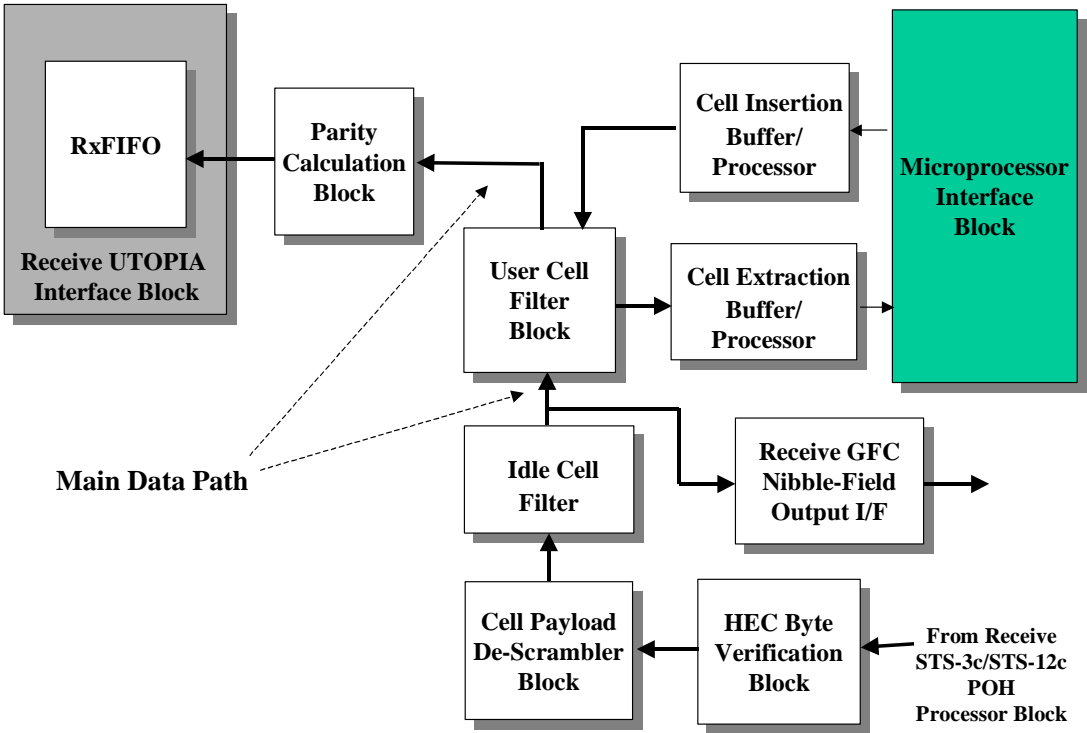 RxFIFO
Receive UTOPIA
Interface Block
Parity
Calculation
Block
Cell Insertion
Buffer/
Processor
Microprocessor
Interface
Block
User Cell
Filter
Block
Cell Extraction
Buffer/
Processor
Main Data Path
Idle Cell
Filter
Receive GFC
Nibble-Field
Output I/F
Cell Payload
De-Scrambler
Block
HEC Byte
Verification
Block
From Receive
STS-3c/STS-12c
POH
Processor Block